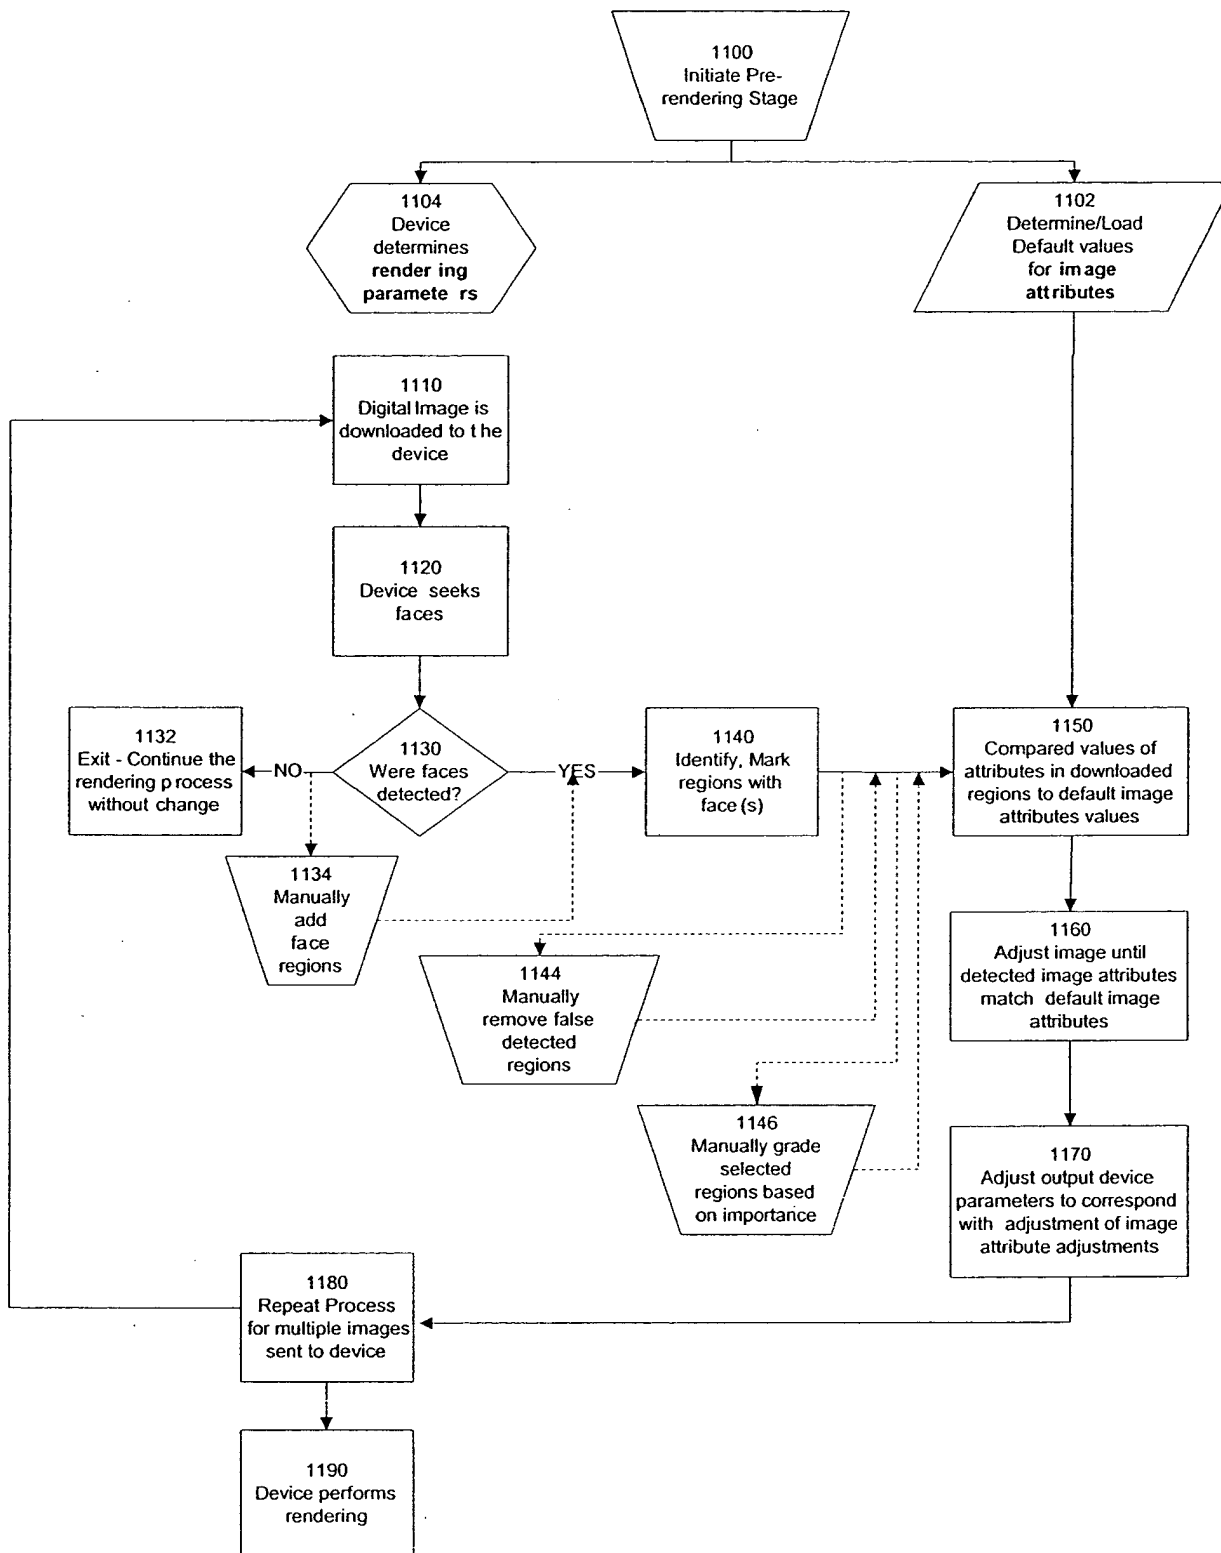 1100
Initiate Pre-
rendering Stage
1104
Device
determines
render ing
paramete rs
1102
Determine/Load
Default values
for image
attributes
1110
Digital Image is
downloaded to t he
device
1120
Device seeks
faces
1130
Were faces
detected?
NO
YES
1132
Exit - Continue the
rendering process
without change
1134
Manually
add
face
regions
1140
Identify, Mark
regions with
face(s)
1144
Manually
remove false
detected
regions
1146
Manually grade
selected
regions based
on importance
1150
Compared values of
attributes in downloaded
regions to default image
attributes values
1160
Adjust image until
detected image attributes
match default image
attributes
1170
Adjust output device
parameters to correspond
with adjustment of image
attribute adjustments
1180
Repeat Process
for multiple images
sent to device
1190
Device performs
rendering